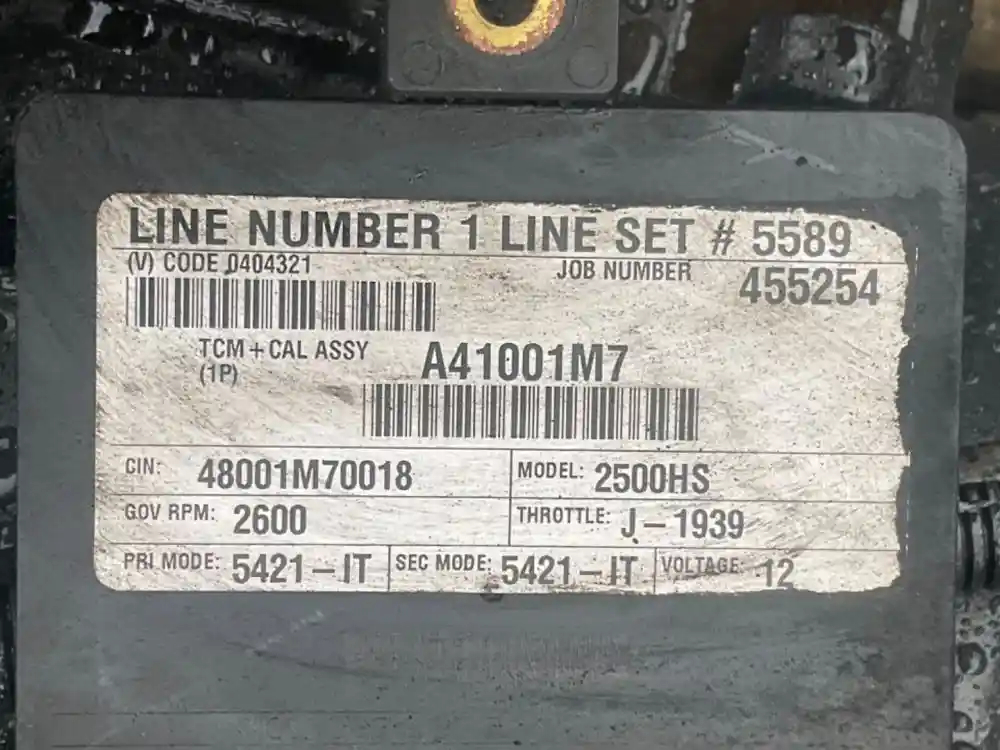 LINE NUMBER 1 LINE SET # 5589
(V) CODE 0404321 JOB NUMBER 455254
TCM + CAL ASSY A41001M7
(1P)
CIN: 48001M70018 MODEL: 2500HS
GOV RPM: 2600 THROTTLE: J-1939
PRI MODE: 5421-IT SEC MODE: 5421-IT VOLTAGE: 12